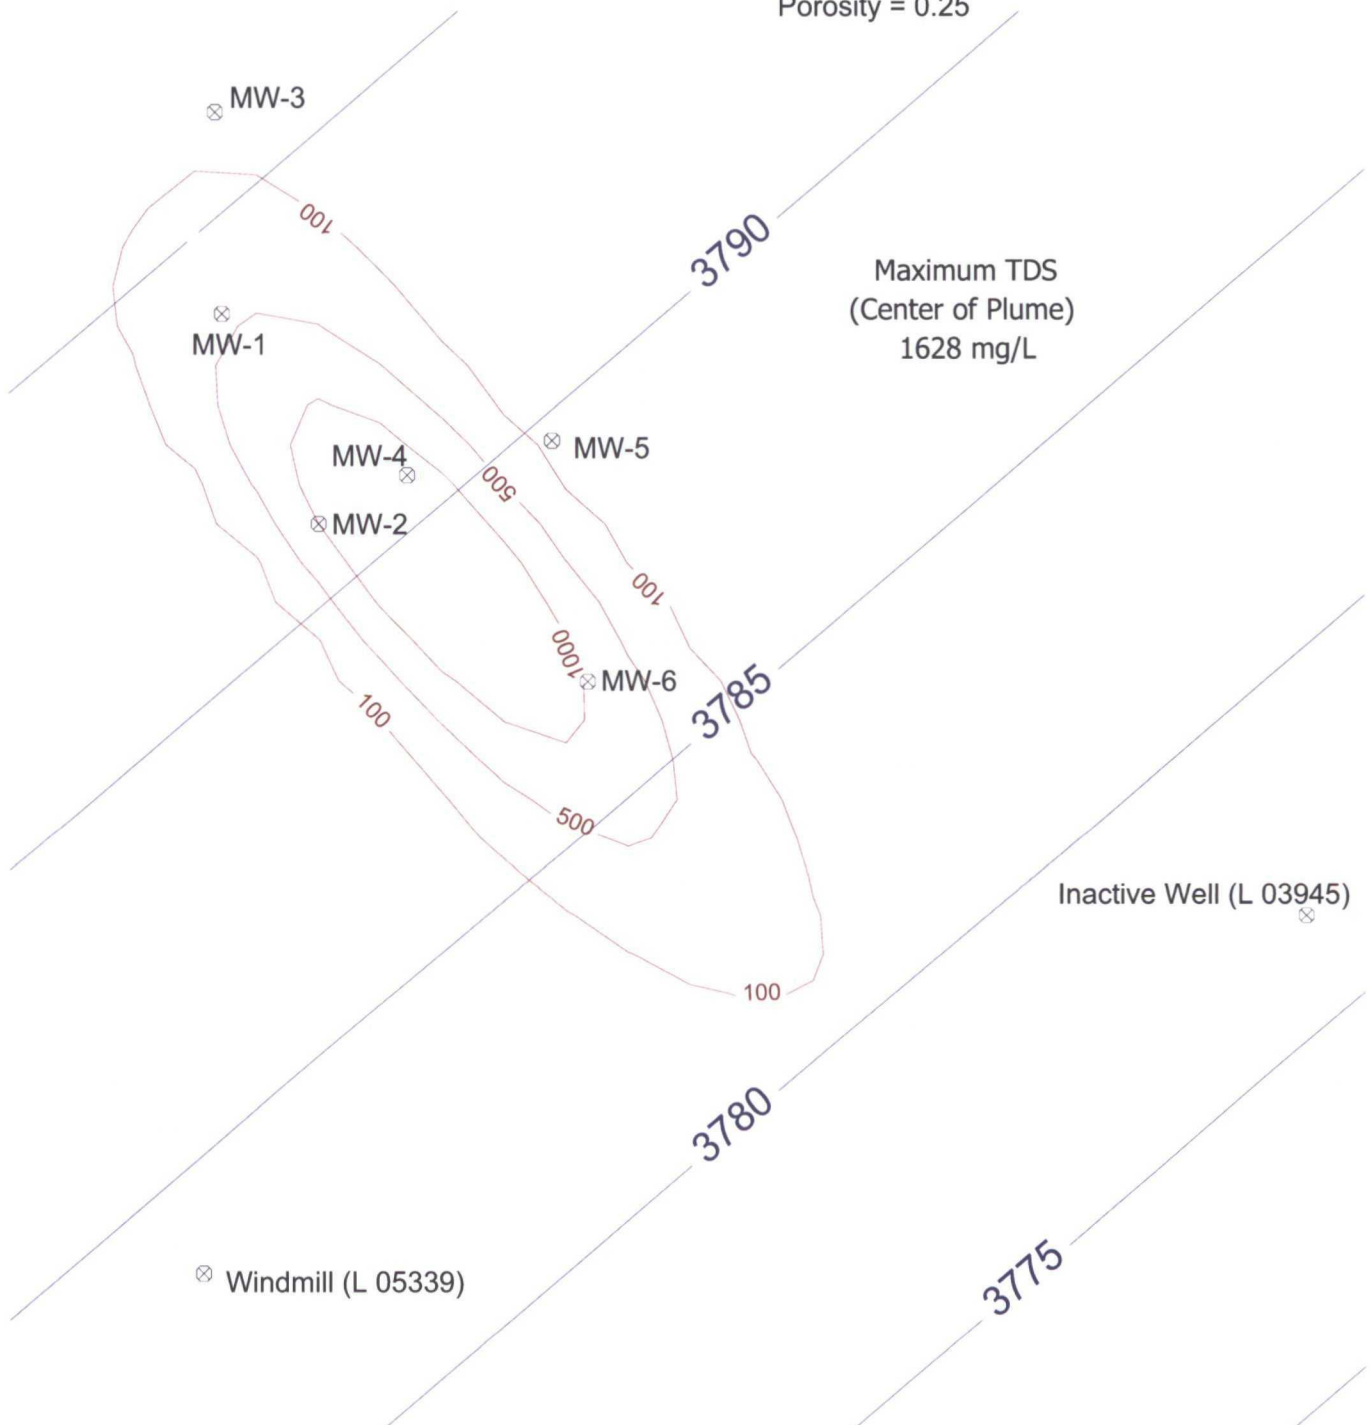 Porosity = 0.25
MW-3
100
3790
Maximum TDS
(Center of Plume)
1628 mg/L
MW-1
MW-4
MW-5
500
MW-2
100
1000
MW-6
3785
100
500
Inactive Well (L 03945)
100
3780
3775
Windmill (L 05339)